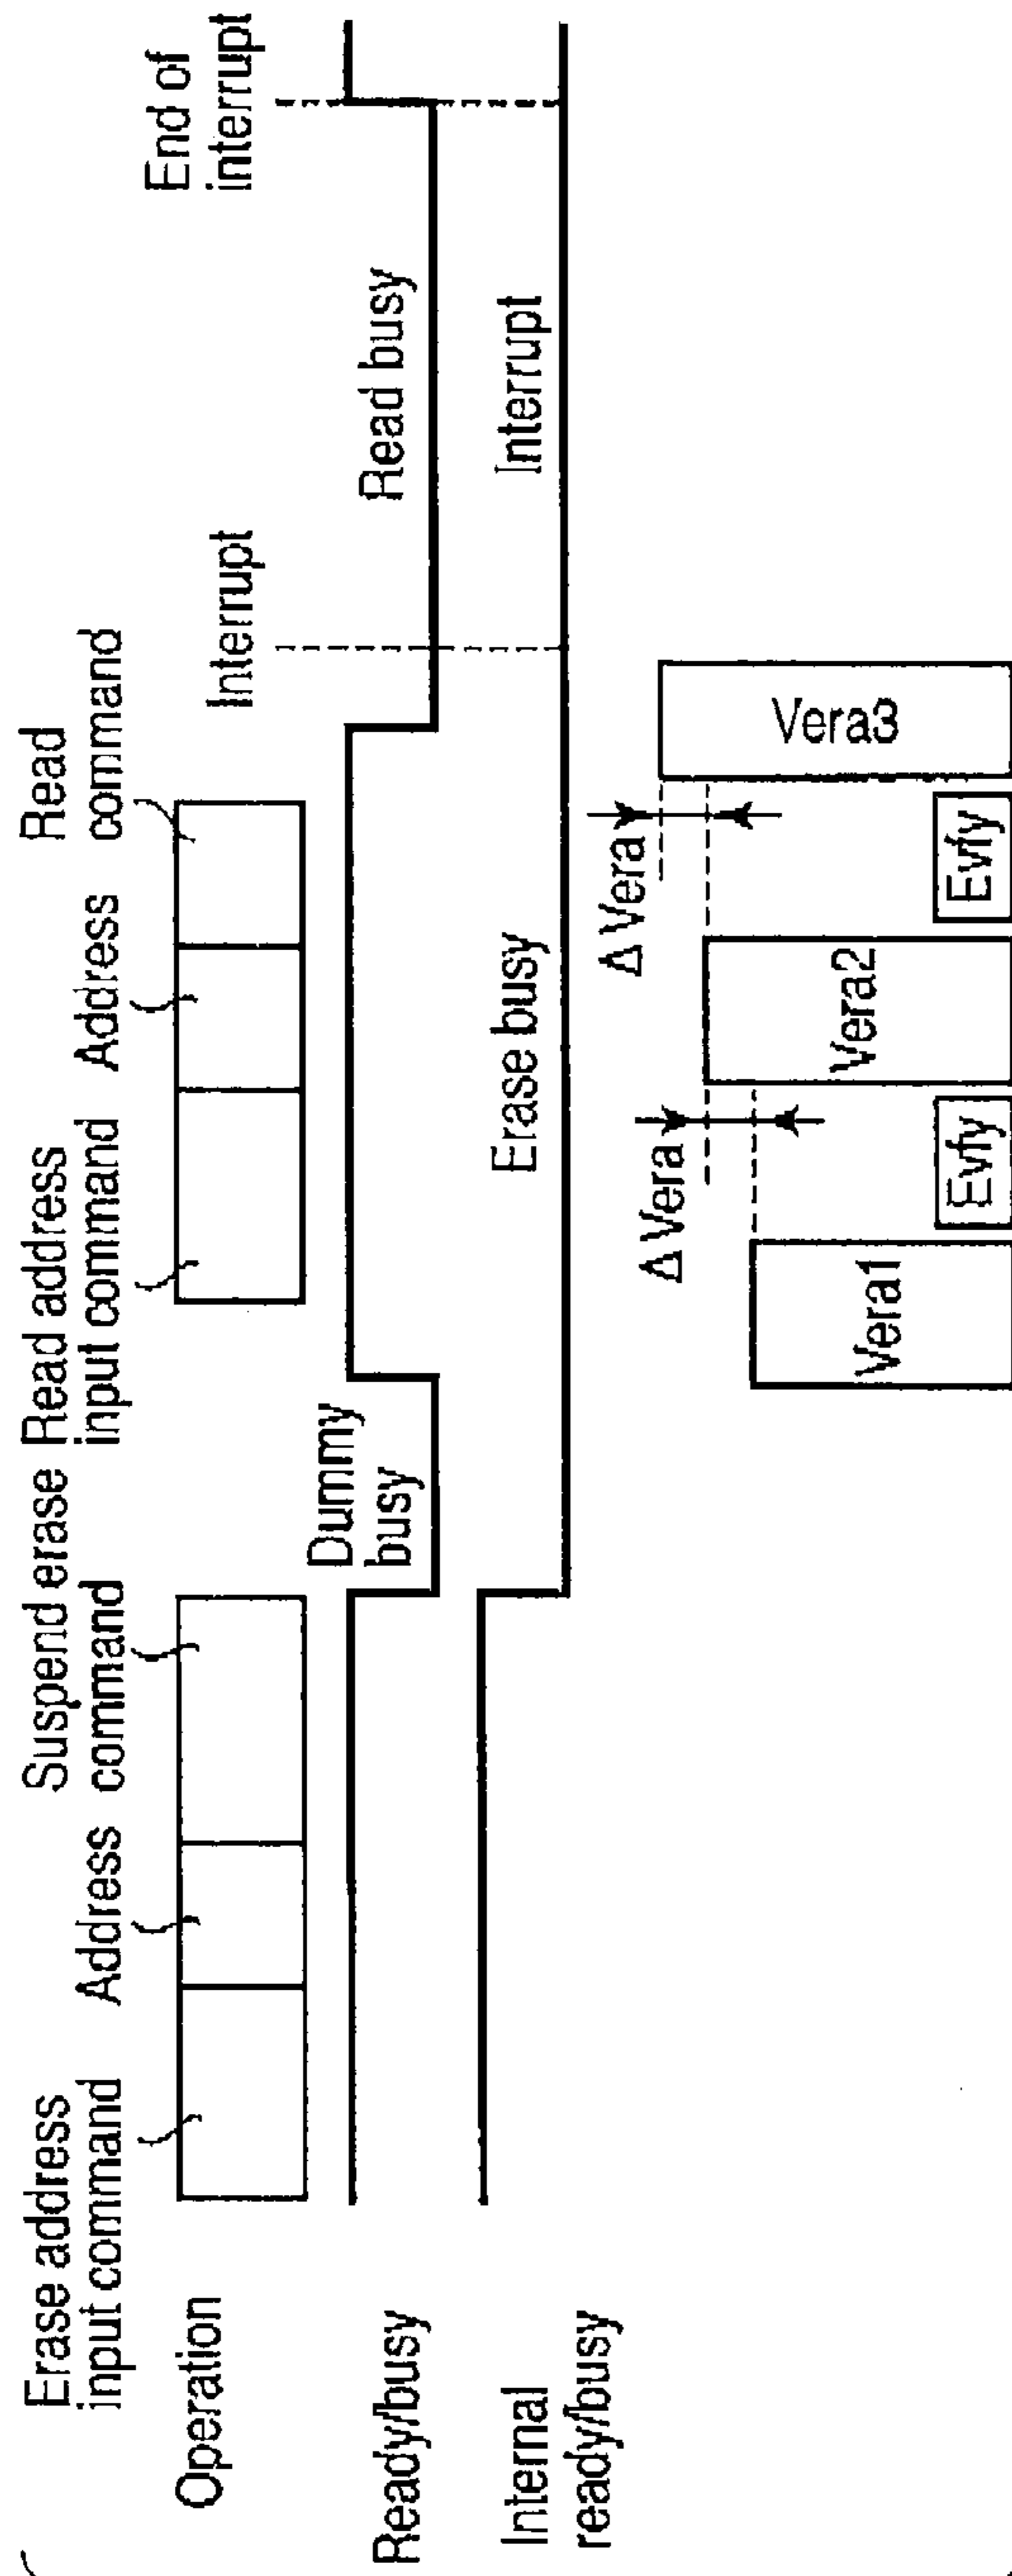 Erase address
input command
Address
Suspend erase
command
Read address
input command
Address
Read
command
Operation
Interrupt
End of
interrupt
Ready/busy
Dummy
busy
Read busy
Internal
ready/busy
Erase busy
Interrupt
Δ Vera
Δ Vera
Vera1
Evfy
Vera2
Evfy
Vera3